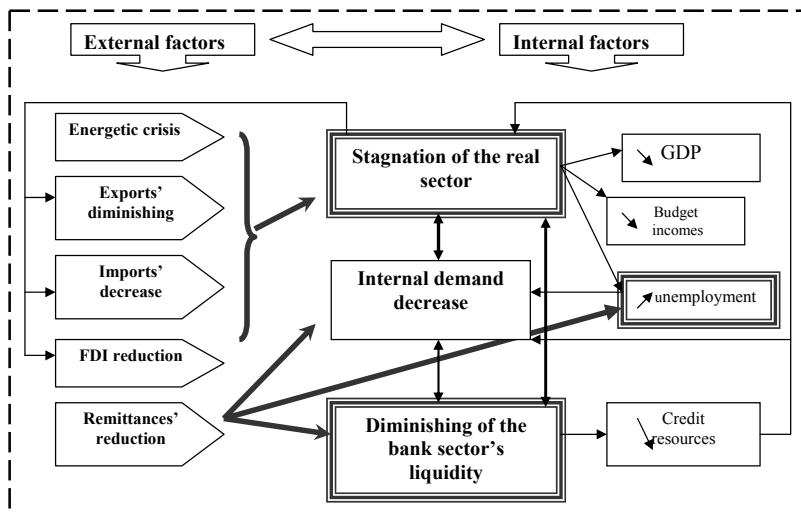 External factors
Internal factors
Energetic crisis
Exports’
diminishing
Imports’
decrease
FDI reduction
Remittances’
reduction
Stagnation of the real
sector
Internal demand
decrease
Diminishing of the
bank sector’s
liquidity
GDP
Budget
incomes
unemployment
Credit
resources